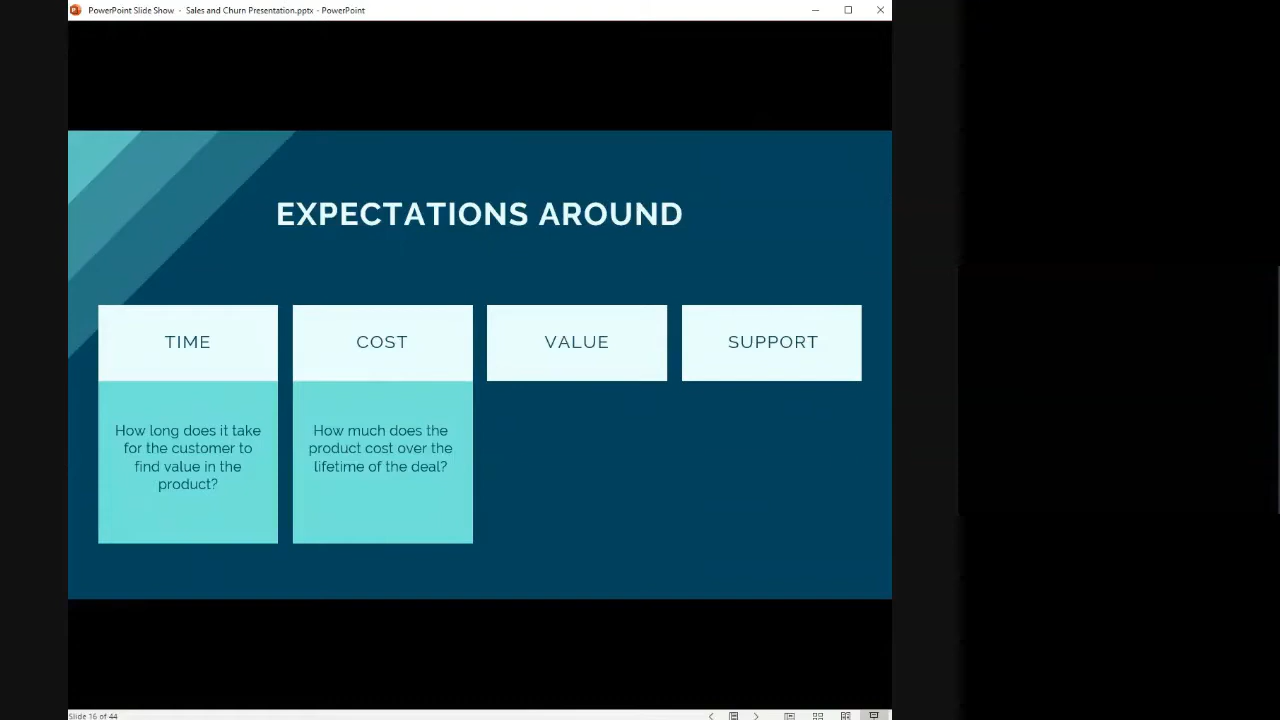 PowerPoint Slide Show - Sales and Churn Presentation.pptx - PowerPoint
EXPECTATIONS AROUND
TIME
How long does it take
for the customer to
find value in the
product?
COST
How much does the
product cost over the
lifetime of the deal?
VALUE
SUPPORT
Slide 16 of 44